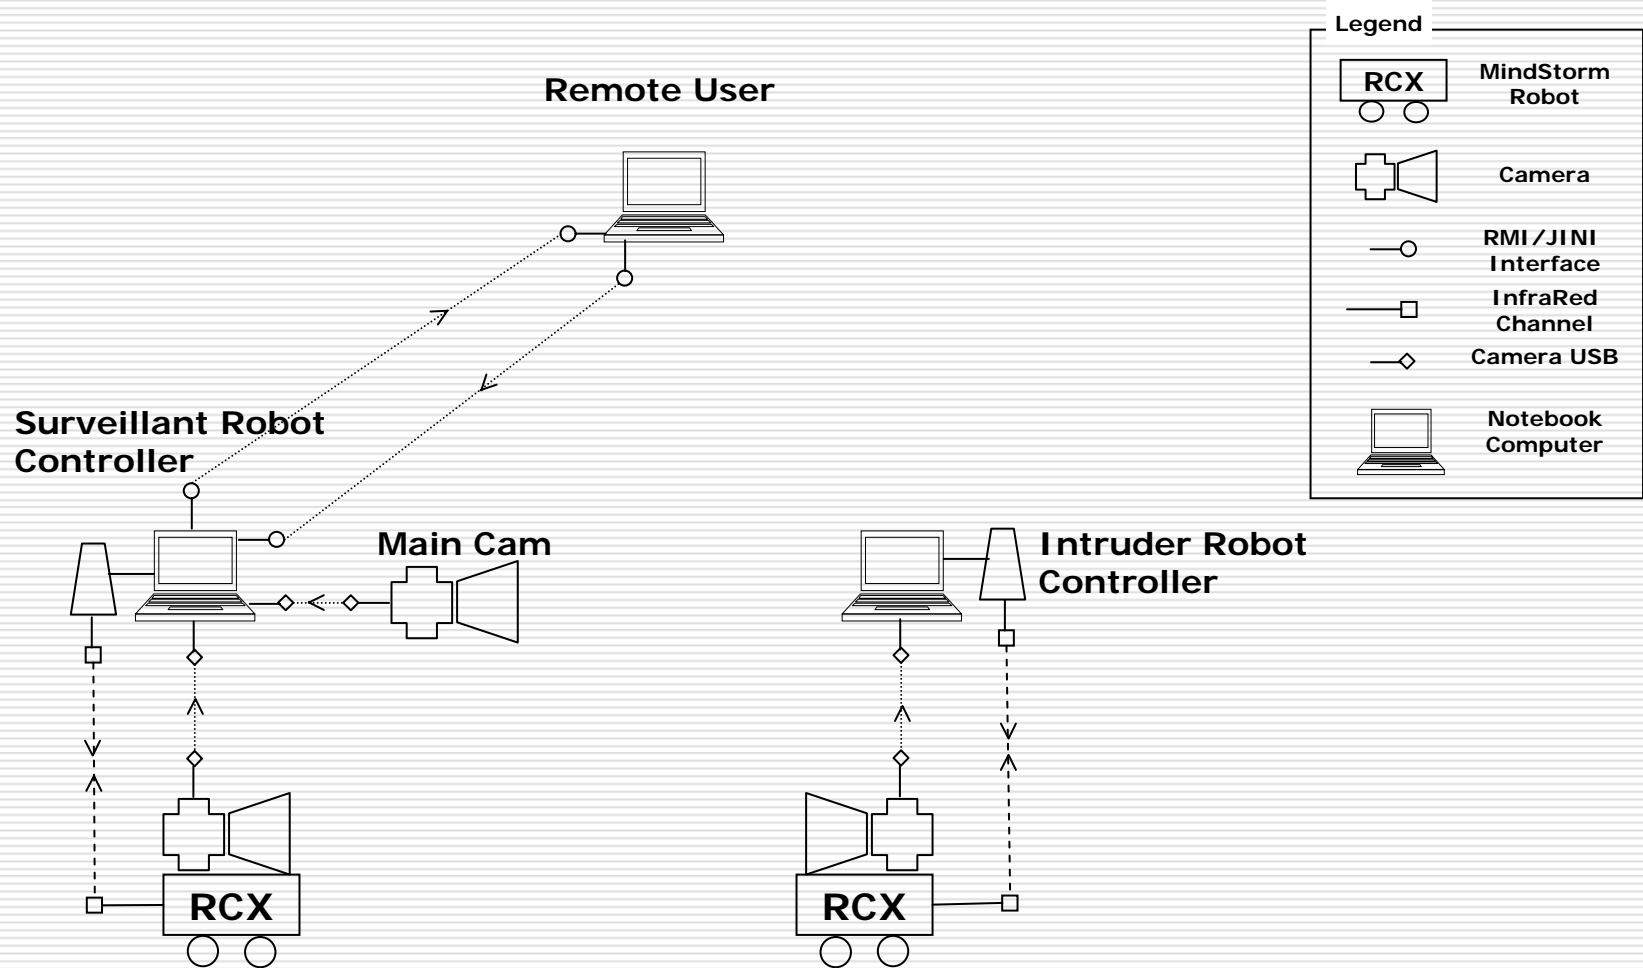 Legend
RCX
MindStorm
Robot
Camera
RMI/JINI
Interface
InfraRed
Channel
Camera USB
Notebook
Computer
Remote User
Surveillant Robot
Controller
Main Cam
Intruder Robot
Controller
RCX
RCX